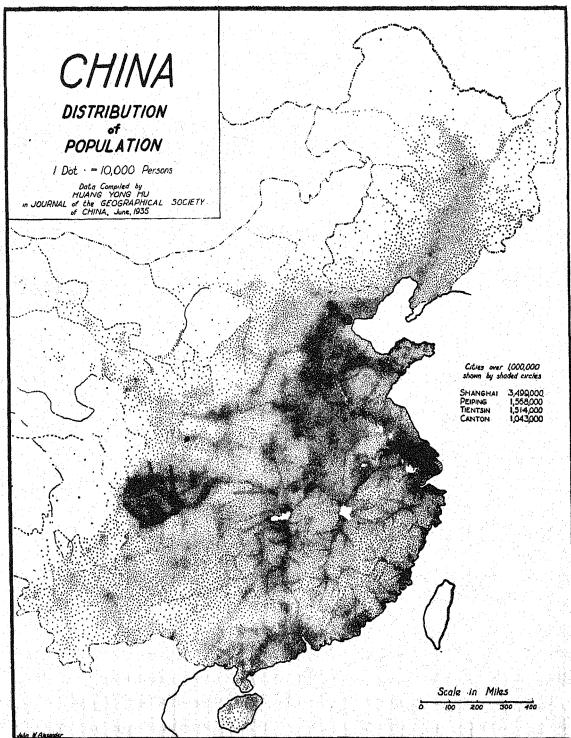 CHINA
DISTRIBUTION
of
POPULATION
1 Dot · = 10,000 Persons
Data Compiled by
HUANG YONG HU
in JOURNAL of the GEOGRAPHICAL SOCIETY
of CHINA, June, 1935
Cities over 1,000,000
shown by shaded circles
SHANGHAI 3,490,000
PEIPING 1,558,000
TIENTSIN 1,314,000
CANTON 1,043,000
Scale in Miles
0 100 200 300 400
John W. Alexander